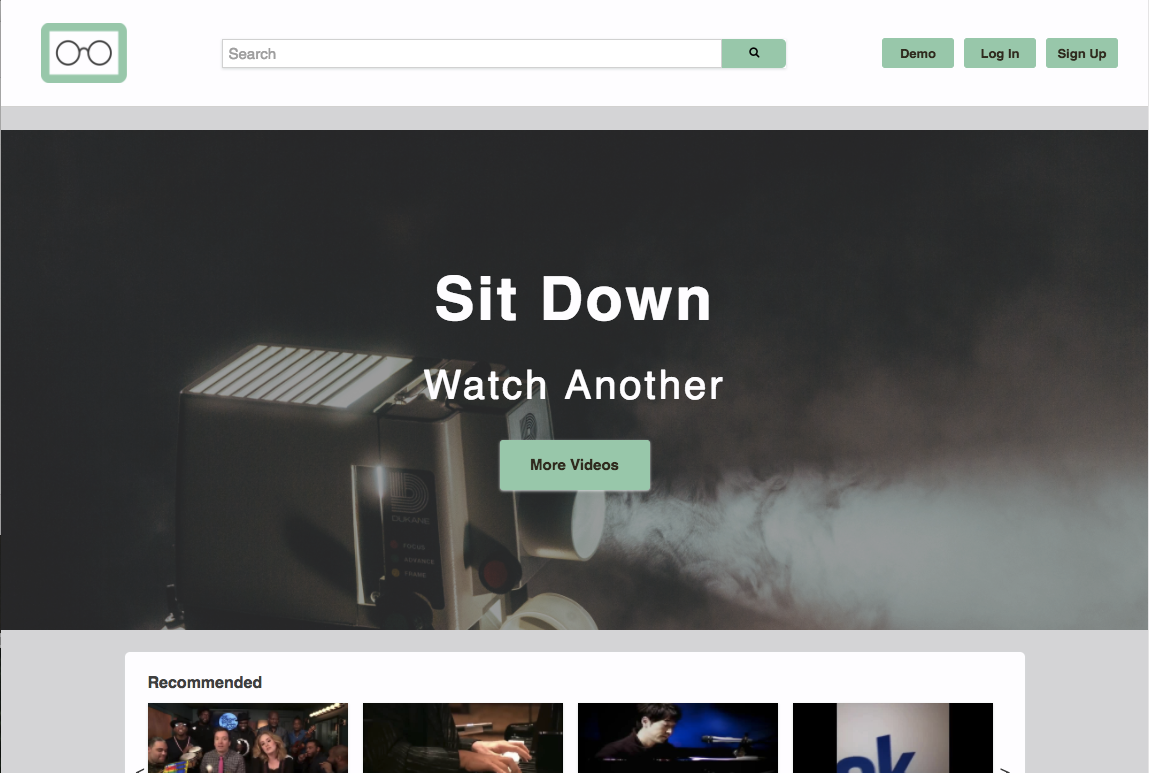 Search
Demo
Log In
Sign Up
Sit Down
Watch Another
More Videos
DUKANE
FOCUS
ADVANCE
FRAME
Recommended
ok
<
>